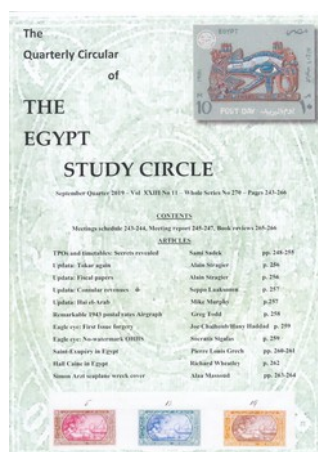 The
Quarterly Circular
of
THE
EGYPT
STUDY CIRCLE
EGYPT
10
POST DAY
September Quarter 2019 – Vol XXIII No 11 – Whole Series No 270 – Pages 243-266
CONTENTS
Meetings schedule 243-244, Meeting report 245-247, Book reviews 265-266
ARTICLES
TPOs and timetables: Secrets revealed Sami Sadek pp. 248-255
Update: Tokar again Alain Stragier p. 256
Update: Fiscal papers Alain Stragier p. 256
Update: Consular revenues Seppo Laaksonen p. 257
Update: Hai el-Arab Mike Murphy p.257
Remarkable 1943 postal rates Airgraph Greg Todd p. 258
Eagle eye: First Issue forgery Joe Chalhoub/Hany Haddad p. 259
Eagle eye: No-watermark OHHS p. 259
Saint-Exupéry in Egypt Pierre Louis Grech pp. 260-261
Hall Caine in Egypt Richard Wheatley p. 262
Simon Arzt seaplane wreck cover Alaa Massoud pp. 263-264